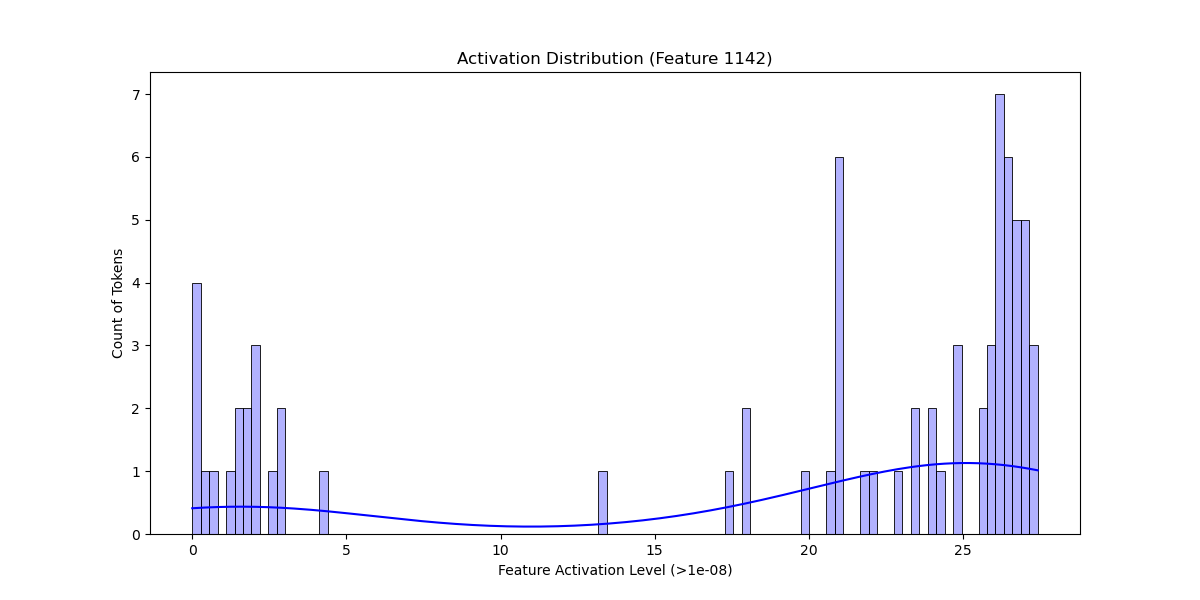 Activation Distribution (Feature 1142)
7
6
5
4
3
2
1
0
Count of Tokens
0 5 10 15 20 25
Feature Activation Level (>1e-08)